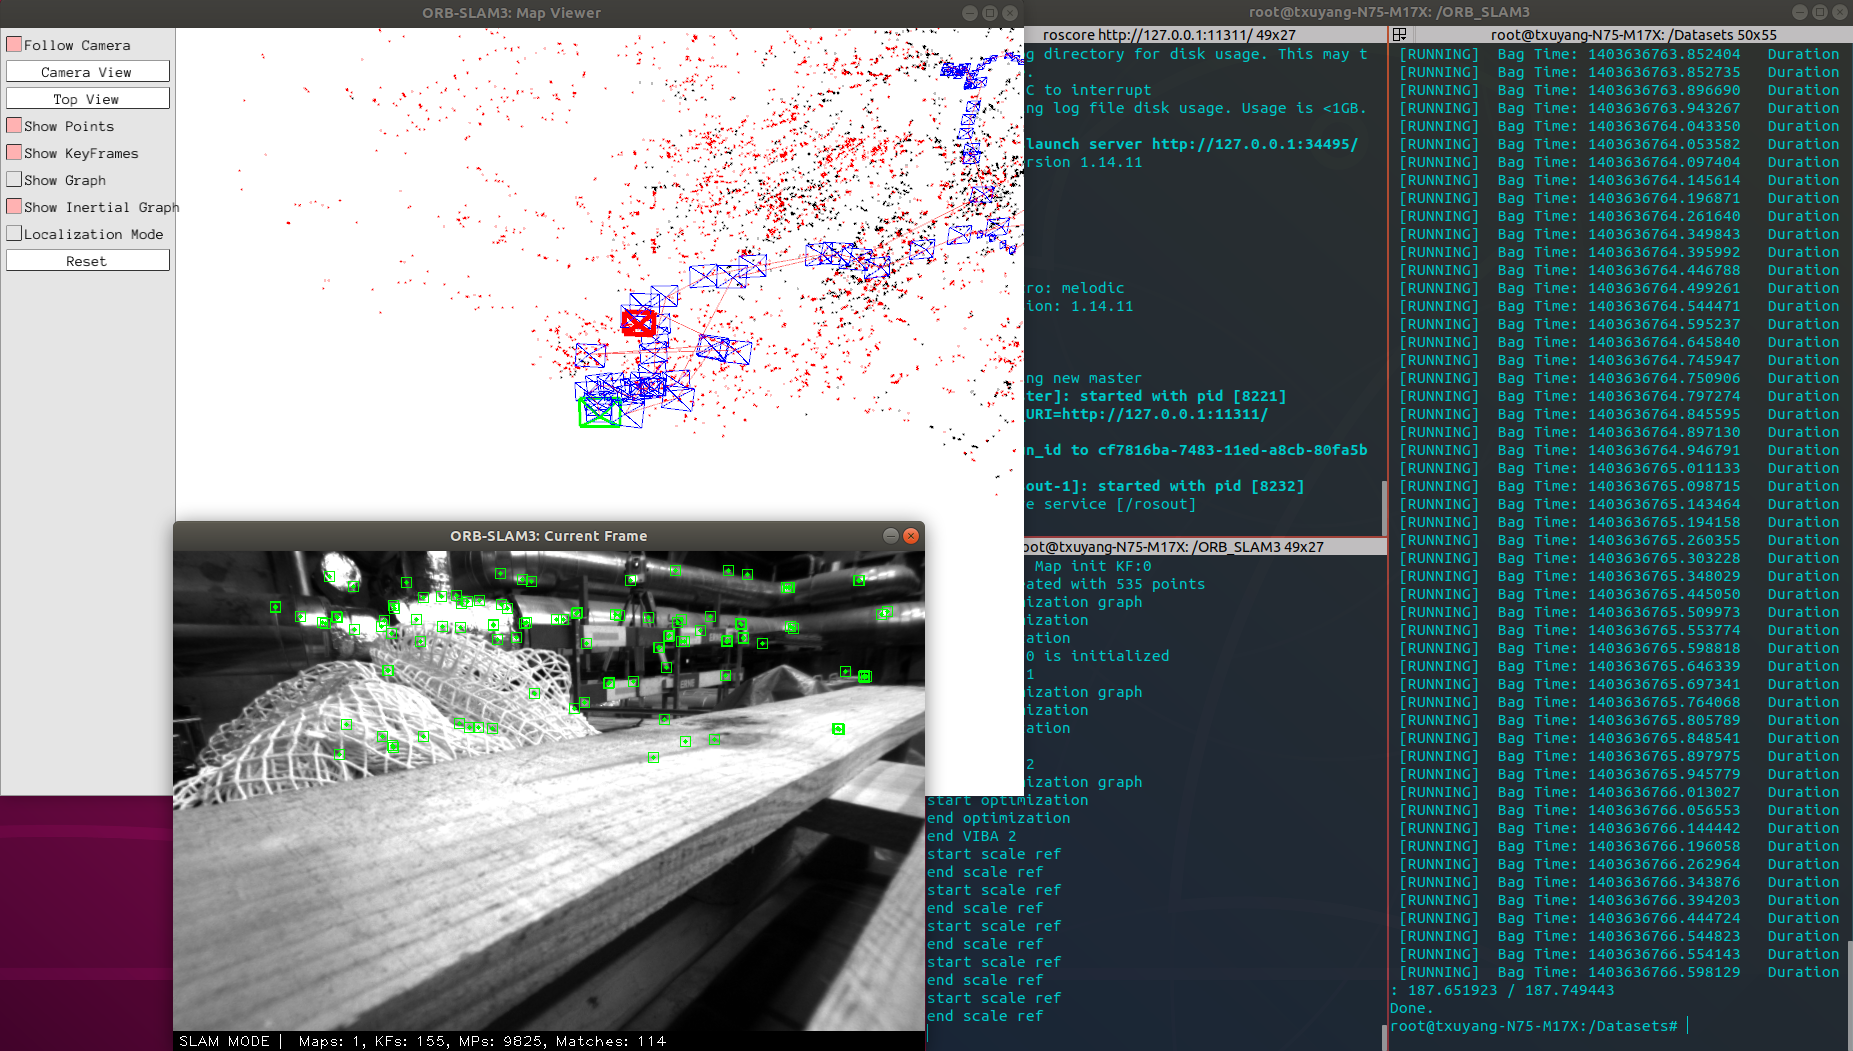 ORB-SLAM3: Map Viewer
Follow Camera
Camera View
Top View
Show Points
Show KeyFrames
Show Graph
Show Inertial Graph
Localization Mode
Reset
root@txuyang-N75-M17X: /ORB_SLAM3
roscore http://127.0.0.1:11311/ 49x27
g directory for disk usage. This may t
.
C to interrupt
ng log file disk usage. Usage is <1GB.
launch server http://127.0.0.1:34495/
ersion 1.14.11
tro: melodic
ion: 1.14.11
ing new master
ter]: started with pid [8221]
URI=http://127.0.0.1:11311/
n_id to cf7816ba-7483-11ed-a8cb-80fa5b
out-1]: started with pid [8232]
e service [/rosout]
oot@txuyang-N75-M17X: /ORB_SLAM3 49x27
Map init KF:0
eated with 535 points
mization graph
mization
ation
0 is initialized
1
mization graph
mization
ation
2
mization graph
start optimization
end optimization
end VIBA 2
start scale ref
end scale ref
start scale ref
end scale ref
start scale ref
end scale ref
start scale ref
end scale ref
start scale ref
end scale ref
root@txuyang-N75-M17X: /Datasets 50x55
[RUNNING]  Bag Time: 1403636763.852404   Duration
[RUNNING]  Bag Time: 1403636763.852735   Duration
[RUNNING]  Bag Time: 1403636763.896690   Duration
[RUNNING]  Bag Time: 1403636763.943267   Duration
[RUNNING]  Bag Time: 1403636764.043350   Duration
[RUNNING]  Bag Time: 1403636764.053582   Duration
[RUNNING]  Bag Time: 1403636764.097404   Duration
[RUNNING]  Bag Time: 1403636764.145614   Duration
[RUNNING]  Bag Time: 1403636764.196871   Duration
[RUNNING]  Bag Time: 1403636764.261640   Duration
[RUNNING]  Bag Time: 1403636764.349843   Duration
[RUNNING]  Bag Time: 1403636764.395992   Duration
[RUNNING]  Bag Time: 1403636764.446788   Duration
[RUNNING]  Bag Time: 1403636764.499261   Duration
[RUNNING]  Bag Time: 1403636764.544471   Duration
[RUNNING]  Bag Time: 1403636764.595237   Duration
[RUNNING]  Bag Time: 1403636764.645840   Duration
[RUNNING]  Bag Time: 1403636764.745947   Duration
[RUNNING]  Bag Time: 1403636764.750906   Duration
[RUNNING]  Bag Time: 1403636764.797274   Duration
[RUNNING]  Bag Time: 1403636764.845595   Duration
[RUNNING]  Bag Time: 1403636764.897130   Duration
[RUNNING]  Bag Time: 1403636764.946791   Duration
[RUNNING]  Bag Time: 1403636765.011133   Duration
[RUNNING]  Bag Time: 1403636765.098715   Duration
[RUNNING]  Bag Time: 1403636765.143464   Duration
[RUNNING]  Bag Time: 1403636765.194158   Duration
[RUNNING]  Bag Time: 1403636765.260355   Duration
[RUNNING]  Bag Time: 1403636765.303228   Duration
[RUNNING]  Bag Time: 1403636765.348029   Duration
[RUNNING]  Bag Time: 1403636765.445050   Duration
[RUNNING]  Bag Time: 1403636765.509973   Duration
[RUNNING]  Bag Time: 1403636765.553774   Duration
[RUNNING]  Bag Time: 1403636765.598818   Duration
[RUNNING]  Bag Time: 1403636765.646339   Duration
[RUNNING]  Bag Time: 1403636765.697341   Duration
[RUNNING]  Bag Time: 1403636765.764068   Duration
[RUNNING]  Bag Time: 1403636765.805789   Duration
[RUNNING]  Bag Time: 1403636765.848541   Duration
[RUNNING]  Bag Time: 1403636765.897975   Duration
[RUNNING]  Bag Time: 1403636765.945779   Duration
[RUNNING]  Bag Time: 1403636766.013027   Duration
[RUNNING]  Bag Time: 1403636766.056553   Duration
[RUNNING]  Bag Time: 1403636766.144442   Duration
[RUNNING]  Bag Time: 1403636766.196058   Duration
[RUNNING]  Bag Time: 1403636766.262964   Duration
[RUNNING]  Bag Time: 1403636766.343876   Duration
[RUNNING]  Bag Time: 1403636766.394203   Duration
[RUNNING]  Bag Time: 1403636766.444724   Duration
[RUNNING]  Bag Time: 1403636766.544823   Duration
[RUNNING]  Bag Time: 1403636766.554143   Duration
[RUNNING]  Bag Time: 1403636766.598129   Duration
: 187.651923 / 187.749443
Done.
root@txuyang-N75-M17X:/Datasets#
ORB-SLAM3: Current Frame
SLAM MODE |  Maps: 1, KFs: 155, MPs: 9825, Matches: 114